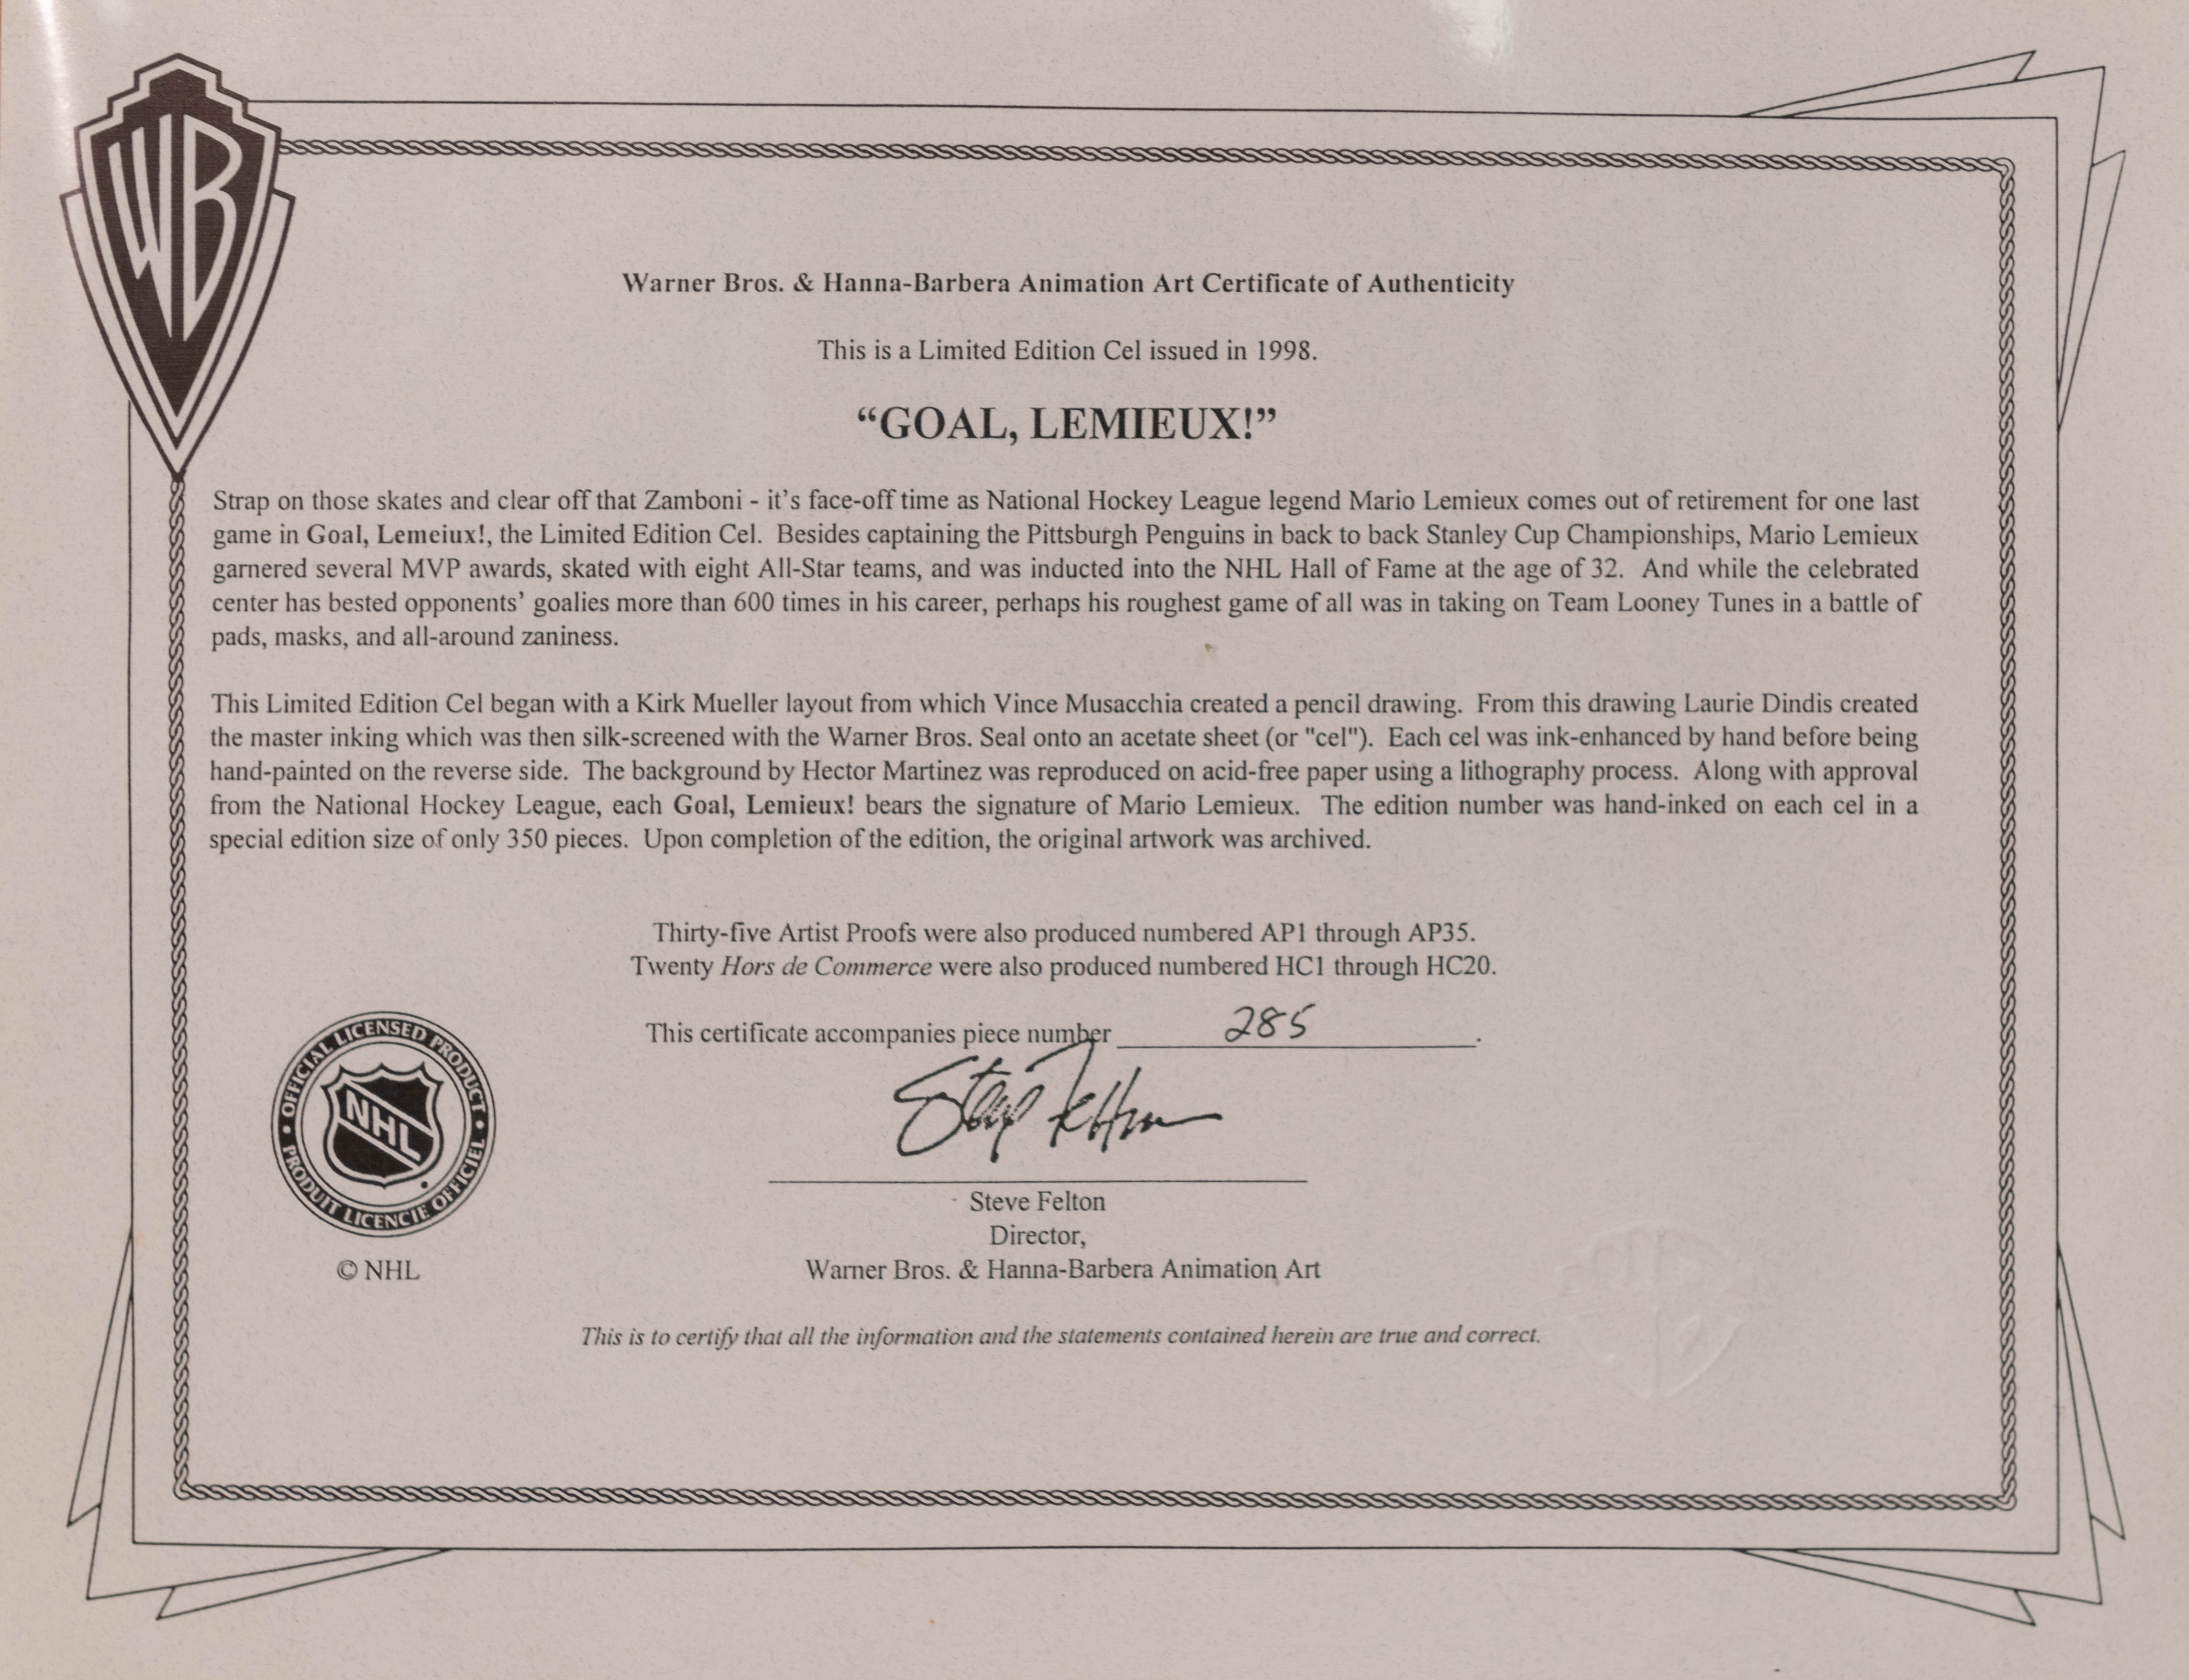 WB
Warner Bros. & Hanna-Barbera Animation Art Certificate of Authenticity
This is a Limited Edition Cel issued in 1998.
“GOAL, LEMIEUX!”
Strap on those skates and clear off that Zamboni - it’s face-off time as National Hockey League legend Mario Lemieux comes out of retirement for one last
game in Goal, Lemeiux!, the Limited Edition Cel. Besides captaining the Pittsburgh Penguins in back to back Stanley Cup Championships, Mario Lemieux
garnered several MVP awards, skated with eight All-Star teams, and was inducted into the NHL Hall of Fame at the age of 32. And while the celebrated
center has bested opponents’ goalies more than 600 times in his career, perhaps his roughest game of all was in taking on Team Looney Tunes in a battle of
pads, masks, and all-around zaniness.
This Limited Edition Cel began with a Kirk Mueller layout from which Vince Musacchia created a pencil drawing. From this drawing Laurie Dindis created
the master inking which was then silk-screened with the Warner Bros. Seal onto an acetate sheet (or "cel"). Each cel was ink-enhanced by hand before being
hand-painted on the reverse side. The background by Hector Martinez was reproduced on acid-free paper using a lithography process. Along with approval
from the National Hockey League, each Goal, Lemieux! bears the signature of Mario Lemieux. The edition number was hand-inked on each cel in a
special edition size of only 350 pieces. Upon completion of the edition, the original artwork was archived.
Thirty-five Artist Proofs were also produced numbered AP1 through AP35.
Twenty Hors de Commerce were also produced numbered HC1 through HC20.
This certificate accompanies piece number 285.
Steve Felton
Steve Felton
Director,
Warner Bros. & Hanna-Barbera Animation Art
OFFICIAL LICENSED PRODUCT
NHL
PRODUIT LICENCIE OFFICIEL
© NHL
This is to certify that all the information and the statements contained herein are true and correct.
WB